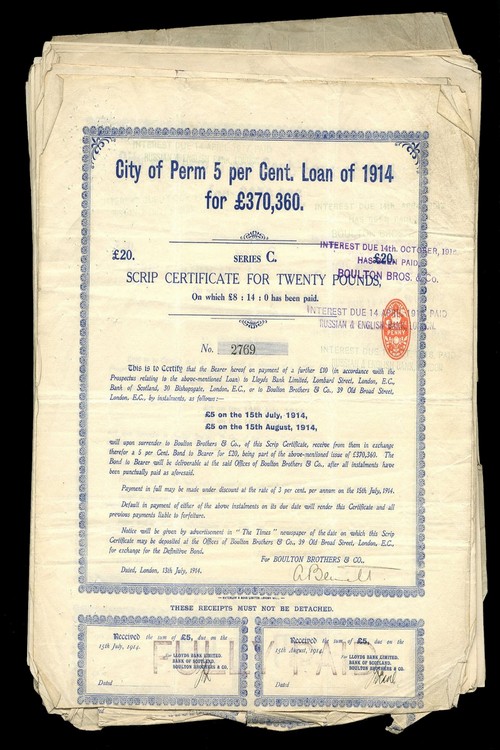 City of Perm 5 per Cent. Loan of 1914
for £370,360.
£20. SERIES C. £20.
SCRIP CERTIFICATE FOR TWENTY POUNDS,
On which £8 : 14 : 0 has been paid.
INTEREST DUE 14th. OCTOBER, 191
HAS BEEN PAID
BOULTON BROS. & Co.
INTEREST DUE 14 PAID
RUSSIAN & ENGLISH
PENNY
No. 2769
This is to Certify that the Bearer hereof on payment of a further £10 (in accordance with the
Prospectus relating to the above-mentioned Loan) to Lloyds Bank Limited, Lombard Street, London, E.C.,
Bank of Scotland, 30 Bishopsgate, London, E.C., or to Boulton Brothers & Co., 39 Old Broad Street,
London, E.C., by instalments, as follows:—
£5 on the 15th July, 1914,
£5 on the 15th August, 1914,
will upon surrender to Boulton Brothers & Co., of this Scrip Certificate, receive from them in exchange
therefor a 5 per Cent. Bond to Bearer for £20, being part of the above-mentioned issue of £370,360. The
Bond to Bearer will be deliverable at the said Offices of Boulton Brothers & Co., after all instalments have
been punctually paid as aforesaid.
Payment in full may be made under discount at the rate of 3 per cent. per annum on the 15th July, 1914.
Default in payment of either of the above instalments on its due date will render this Certificate and all
previous payments liable to forfeiture.
Notice will be given by advertisement in "The Times" newspaper of the date on which this Scrip
Certificate may be deposited at the Offices of Boulton Brothers & Co., 39 Old Broad Street, London, E.C.,
for exchange for the Definitive Bond.
For BOULTON BROTHERS & CO.,
Dated, London, 13th July, 1914.
THESE RECEIPTS MUST NOT BE DETACHED.
Received the sum of £5, due on the
15th July, 1914.
For LLOYDS BANK LIMITED.
BANK OF SCOTLAND.
BOULTON BROTHERS & CO.
Dated
Received the sum of £5, due on the
15th August, 1914.
For LLOYDS BANK LIMITED.
BANK OF SCOTLAND.
BOULTON BROTHERS & CO.
Dated
FULLY PAID